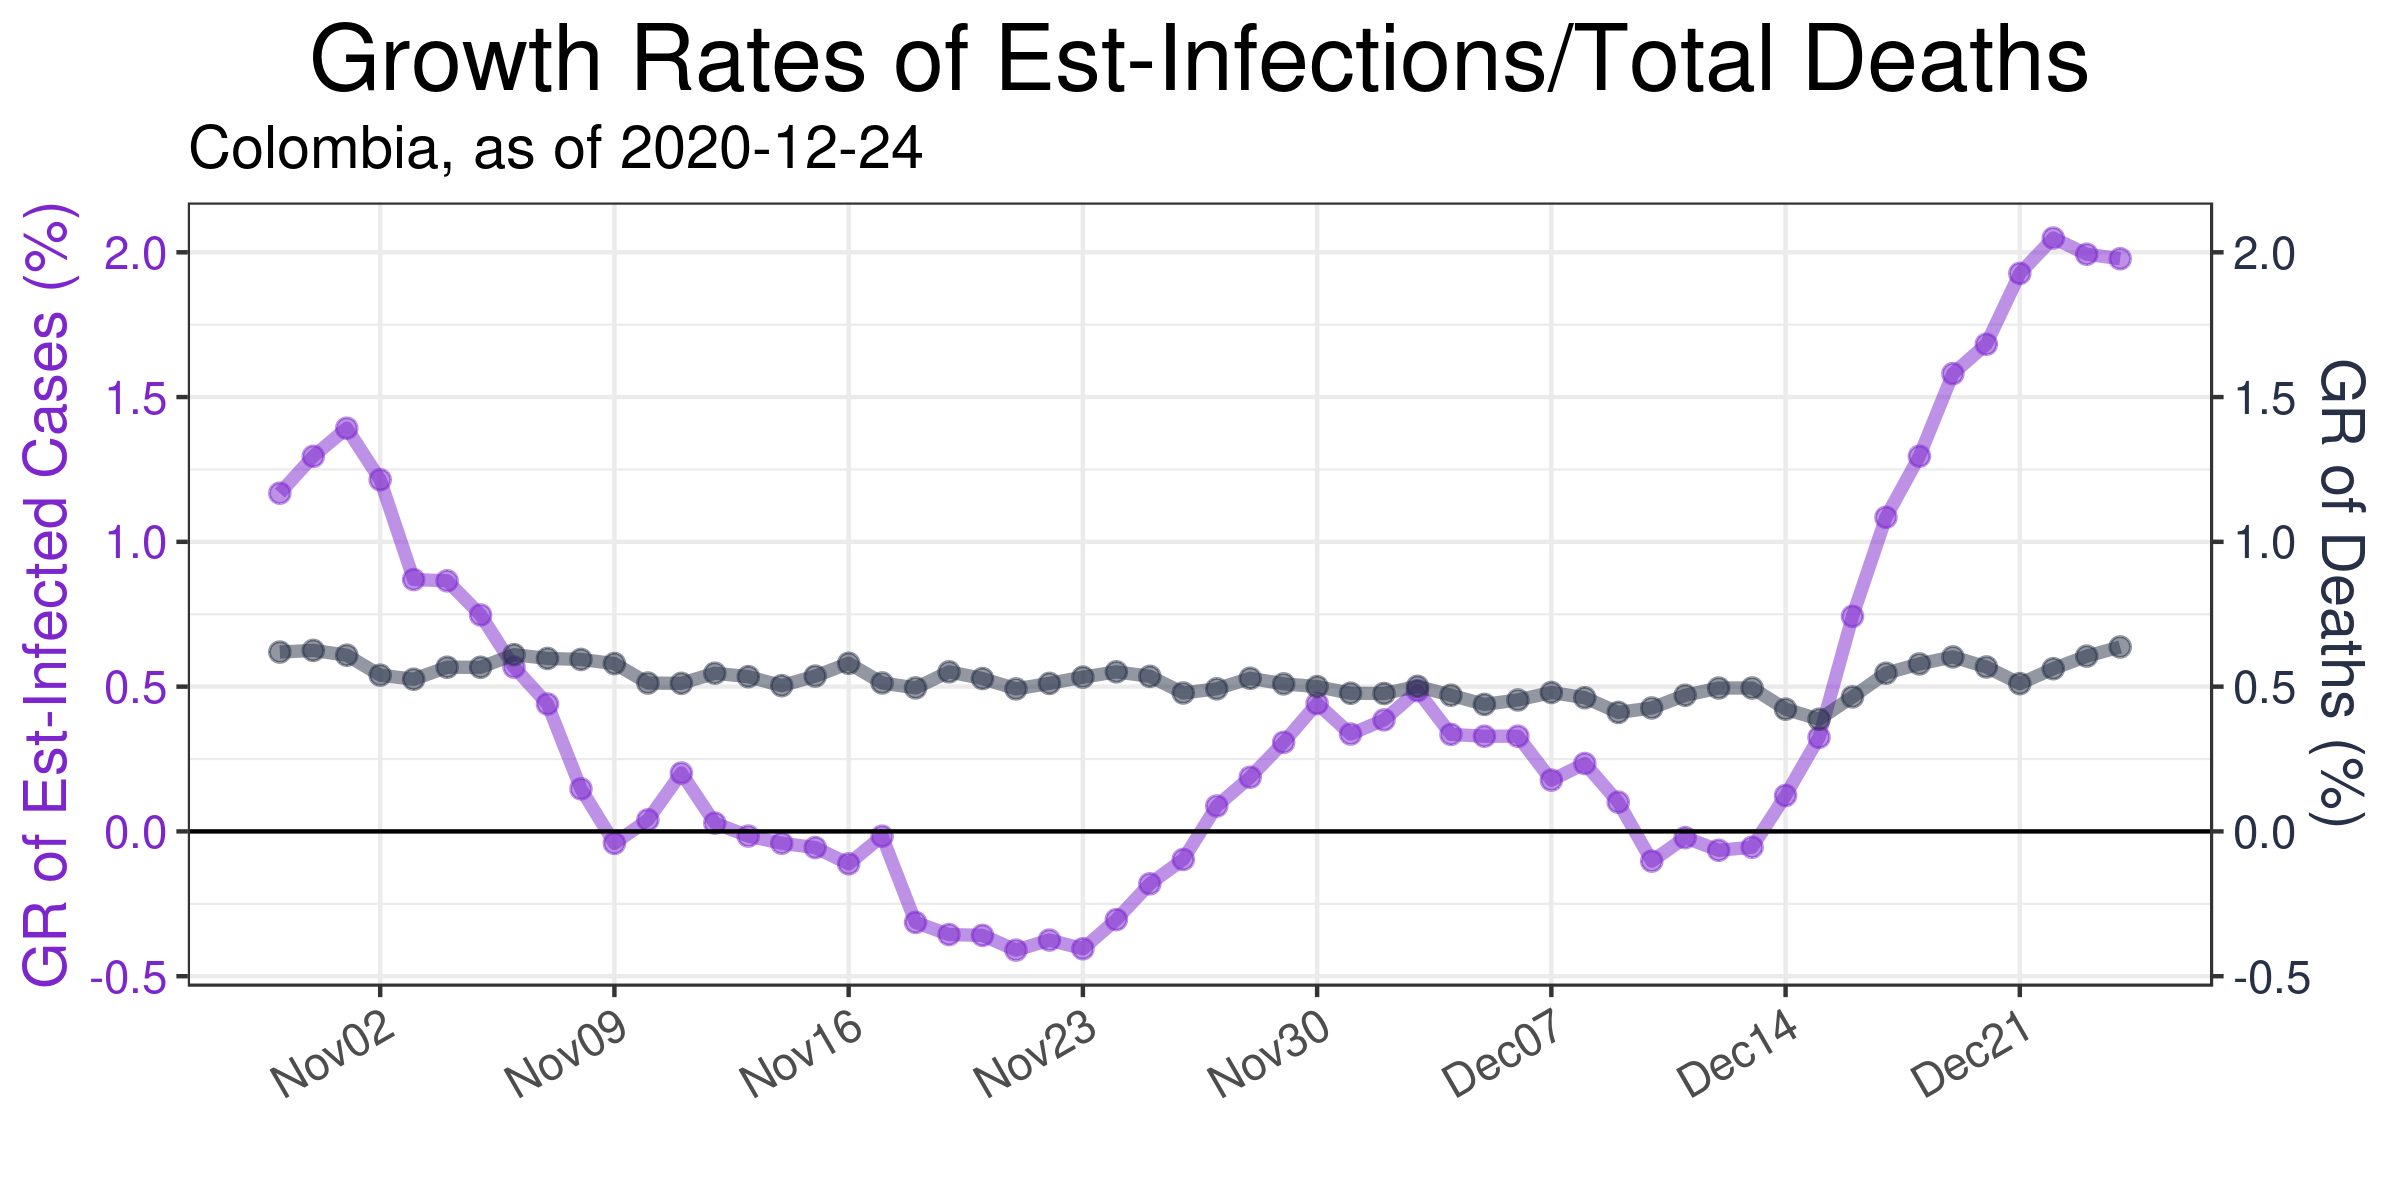 Growth Rates of Est-Infections/Total Deaths
Colombia, as of 2020-12-24
GR of Est-Infected Cases (%)
2.0
1.5
1.0
0.5
0.0
-0.5
2.0
1.5
1.0
0.5
0.0
-0.5
GR of Deaths (%)
Nov02
Nov09
Nov16
Nov23
Nov30
Dec07
Dec14
Dec21